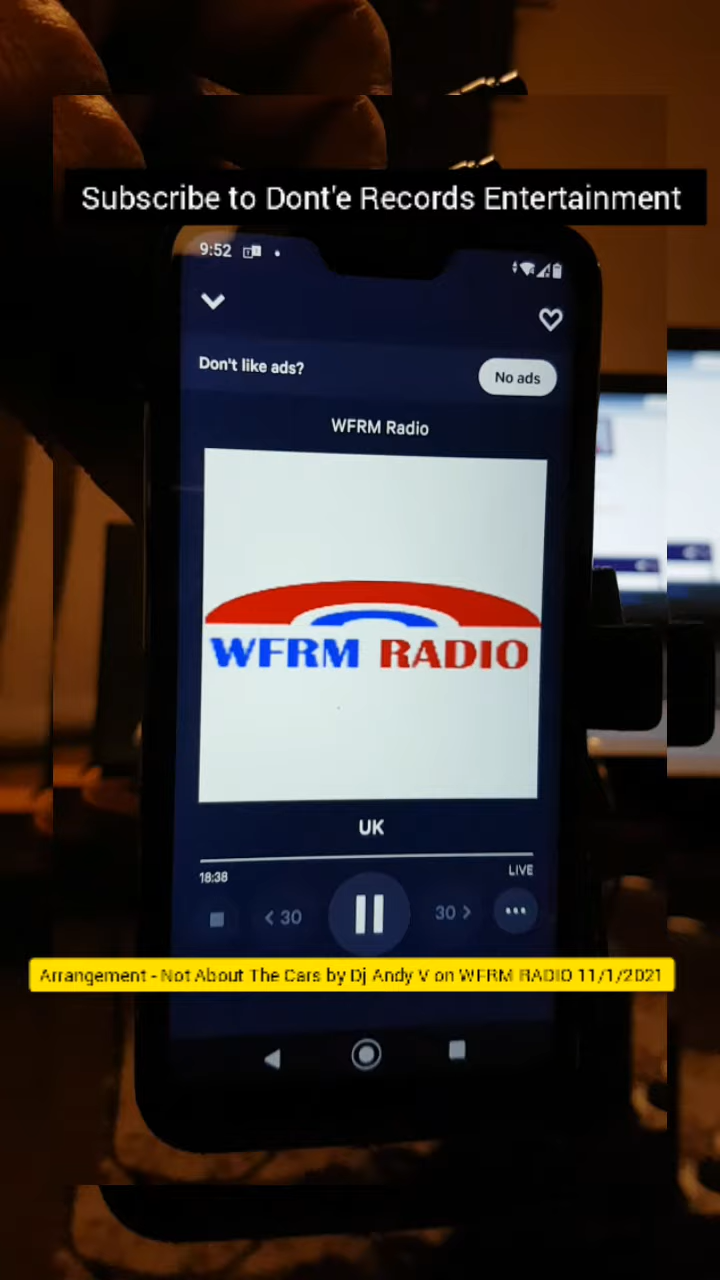 Subscribe to Dont'e Records Entertainment
9:52
Don't like ads?
No ads
WFRM Radio
WFRM RADIO
UK
18:38
LIVE
< 30
30 >
Arrangement - Not About The Cars by Dj Andy V on WFRM RADIO 11/1/2021